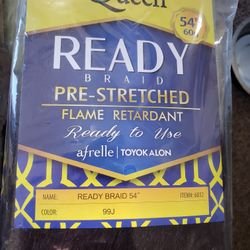 Queen
54"
60
READY
BRAID
PRE-STRETCHED
FLAME RETARDANT
Ready to Use
afrelle | TOYOKALON
NAME: READY BRAID 54" ITEM#: 6032
COLOR: 99J